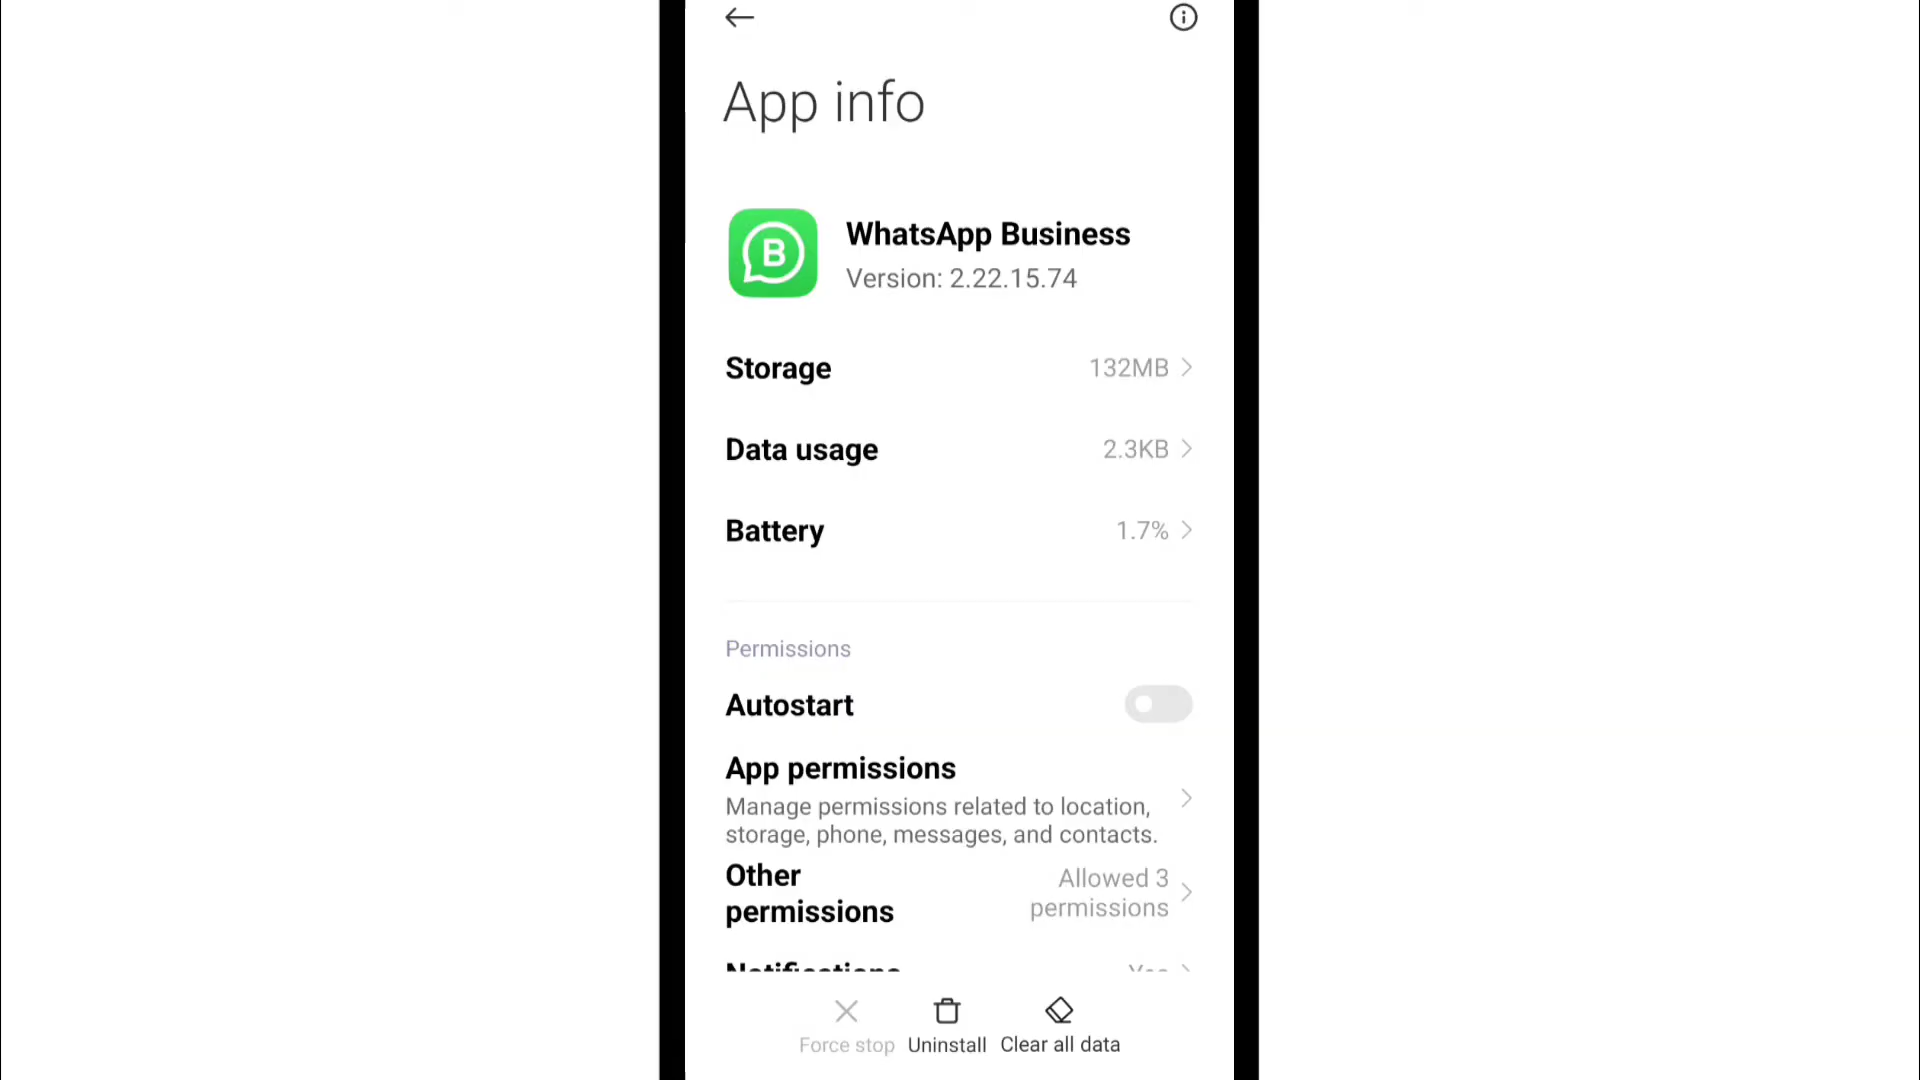 App info
B
WhatsApp Business
Version: 2.22.15.74
Storage 132MB
Data usage 2.3KB
Battery 1.7%
Permissions
Autostart
App permissions
Manage permissions related to location,
storage, phone, messages, and contacts.
Other
permissions
Allowed 3
permissions
Notifications Yes
Force stop Uninstall Clear all data